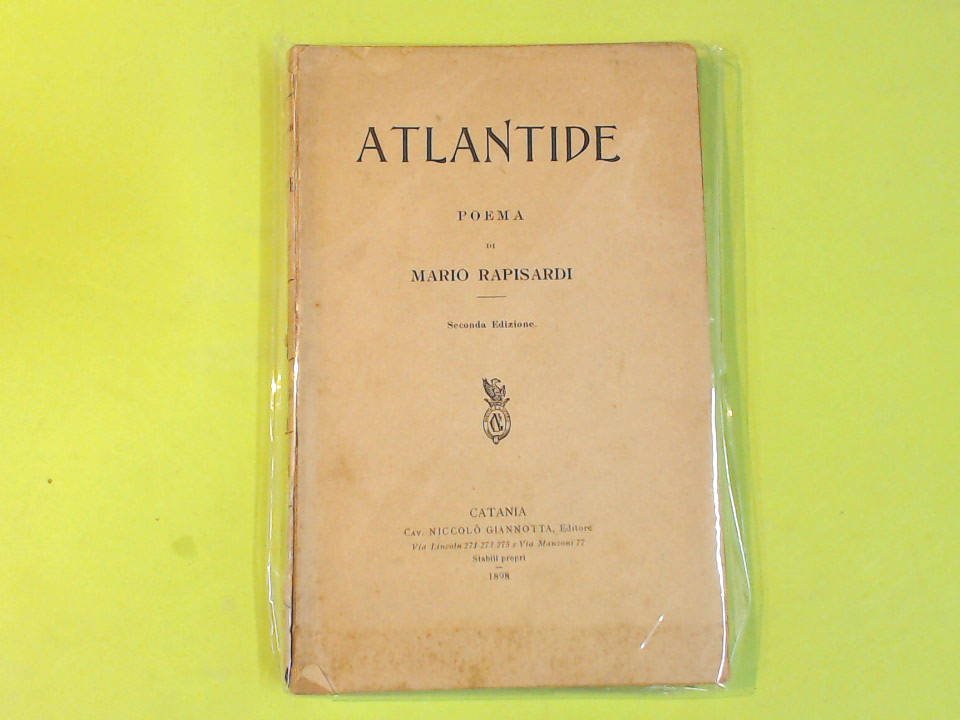 ATLANTIDE
POEMA
DI
MARIO RAPISARDI
Seconda Edizione.
CATANIA
CAV. NICCOLÒ GIANNOTTA, Editore
Via Lincoln 271-273-275 e Via Manzoni 77
Stabili propri
1898